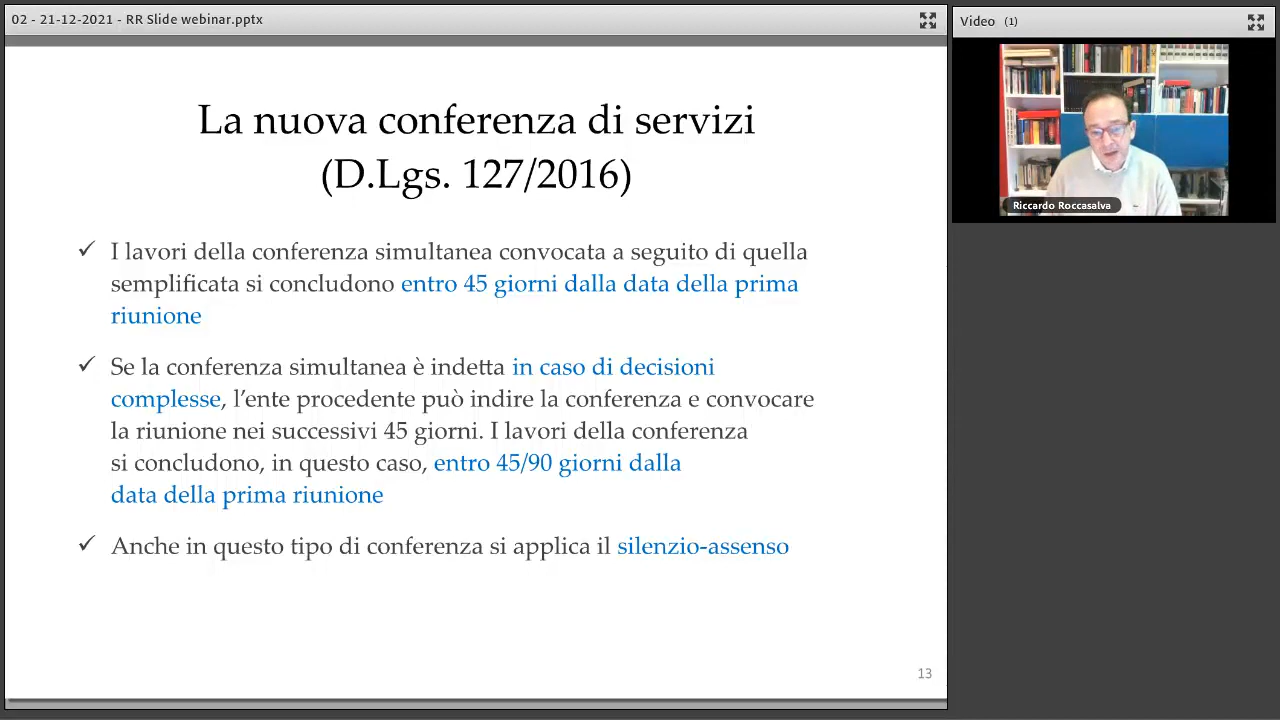 02 - 21-12-2021 - RR Slide webinar.pptx
Video (1)
Riccardo Roccasalva
La nuova conferenza di servizi
(D.Lgs. 127/2016)
✓ I lavori della conferenza simultanea convocata a seguito di quella
semplificata si concludono entro 45 giorni dalla data della prima
riunione
✓ Se la conferenza simultanea è indetta in caso di decisioni
complesse, l’ente procedente può indire la conferenza e convocare
la riunione nei successivi 45 giorni. I lavori della conferenza
si concludono, in questo caso, entro 45/90 giorni dalla
data della prima riunione
✓ Anche in questo tipo di conferenza si applica il silenzio-assenso
13